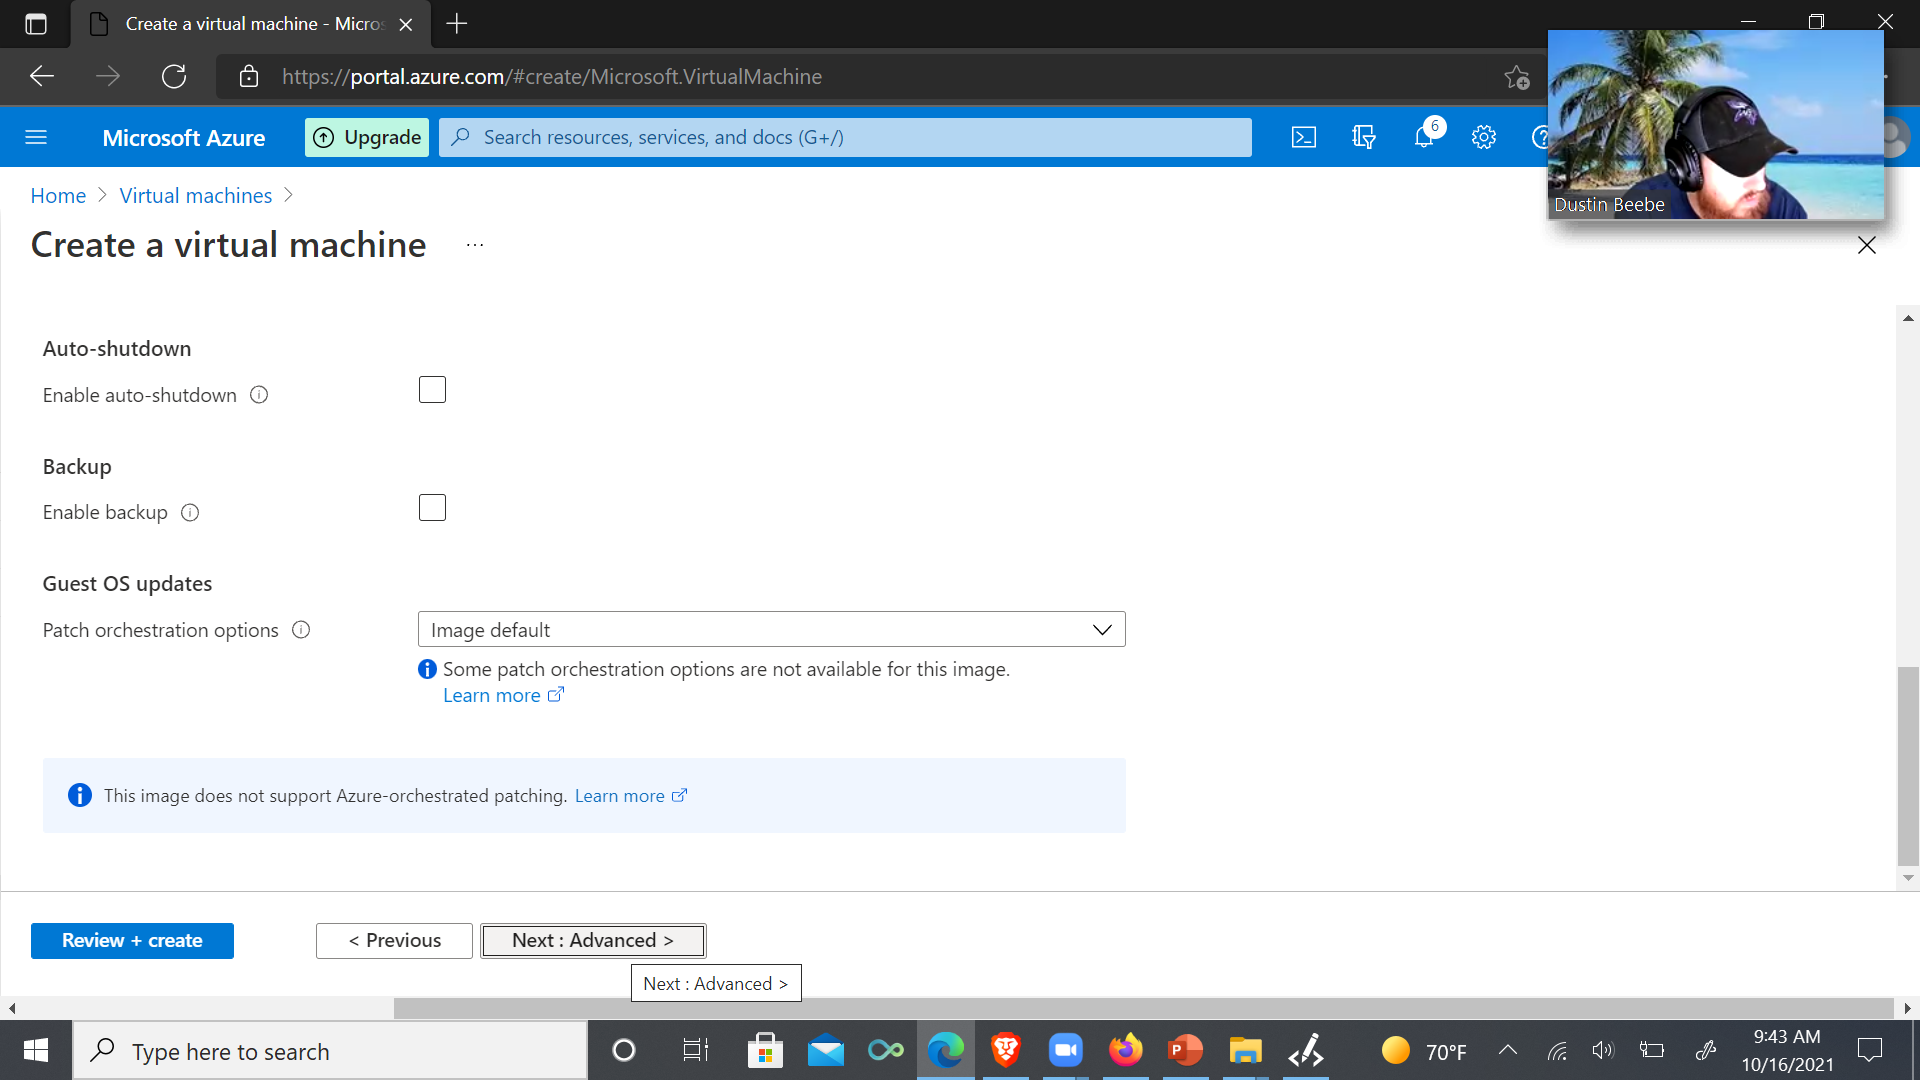 Create a virtual machine - Micros
https://portal.azure.com/#create/Microsoft.VirtualMachine
Microsoft Azure
Upgrade
Search resources, services, and docs (G+/)
6
Dustin Beebe
Home > Virtual machines >
Create a virtual machine ...
Auto-shutdown
Enable auto-shutdown
Backup
Enable backup
Guest OS updates
Patch orchestration options
Image default
Some patch orchestration options are not available for this image.
Learn more
This image does not support Azure-orchestrated patching. Learn more
Review + create
< Previous
Next : Advanced >
Next : Advanced >
Type here to search
70°F
9:43 AM
10/16/2021